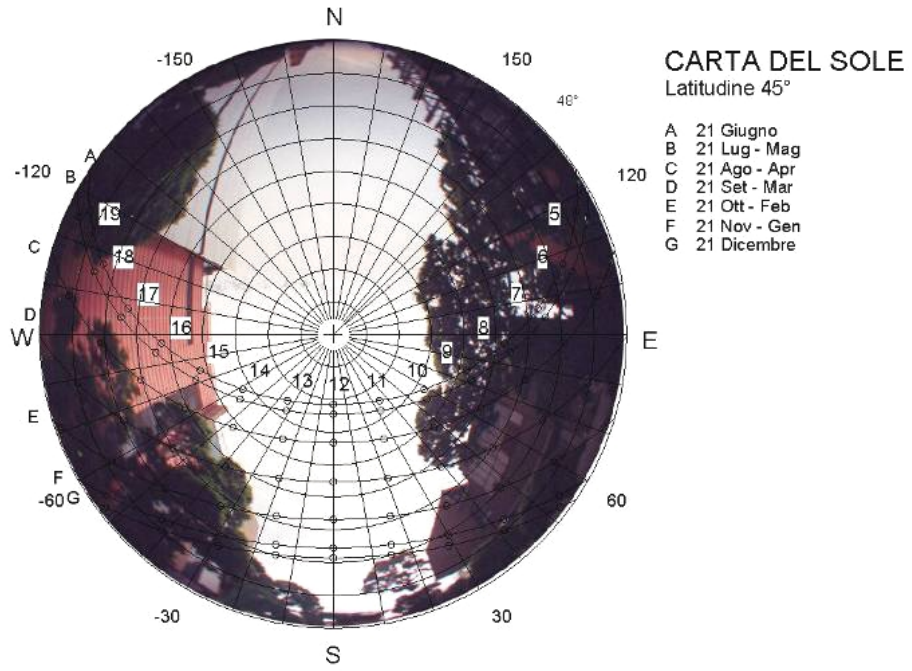 N
-150
150
CARTA DEL SOLE
Latitudine 45°
48°
A 21 Giugno
B 21 Lug - Mag
C 21 Ago - Apr
D 21 Set - Mar
E 21 Ott - Feb
F 21 Nov - Gen
G 21 Dicembre
A
-120
B
120
19
5
C
18
6
17
7
D
16
8
W
E
15
9
14
13
12
11
10
E
F
-60
G
60
-30
30
S